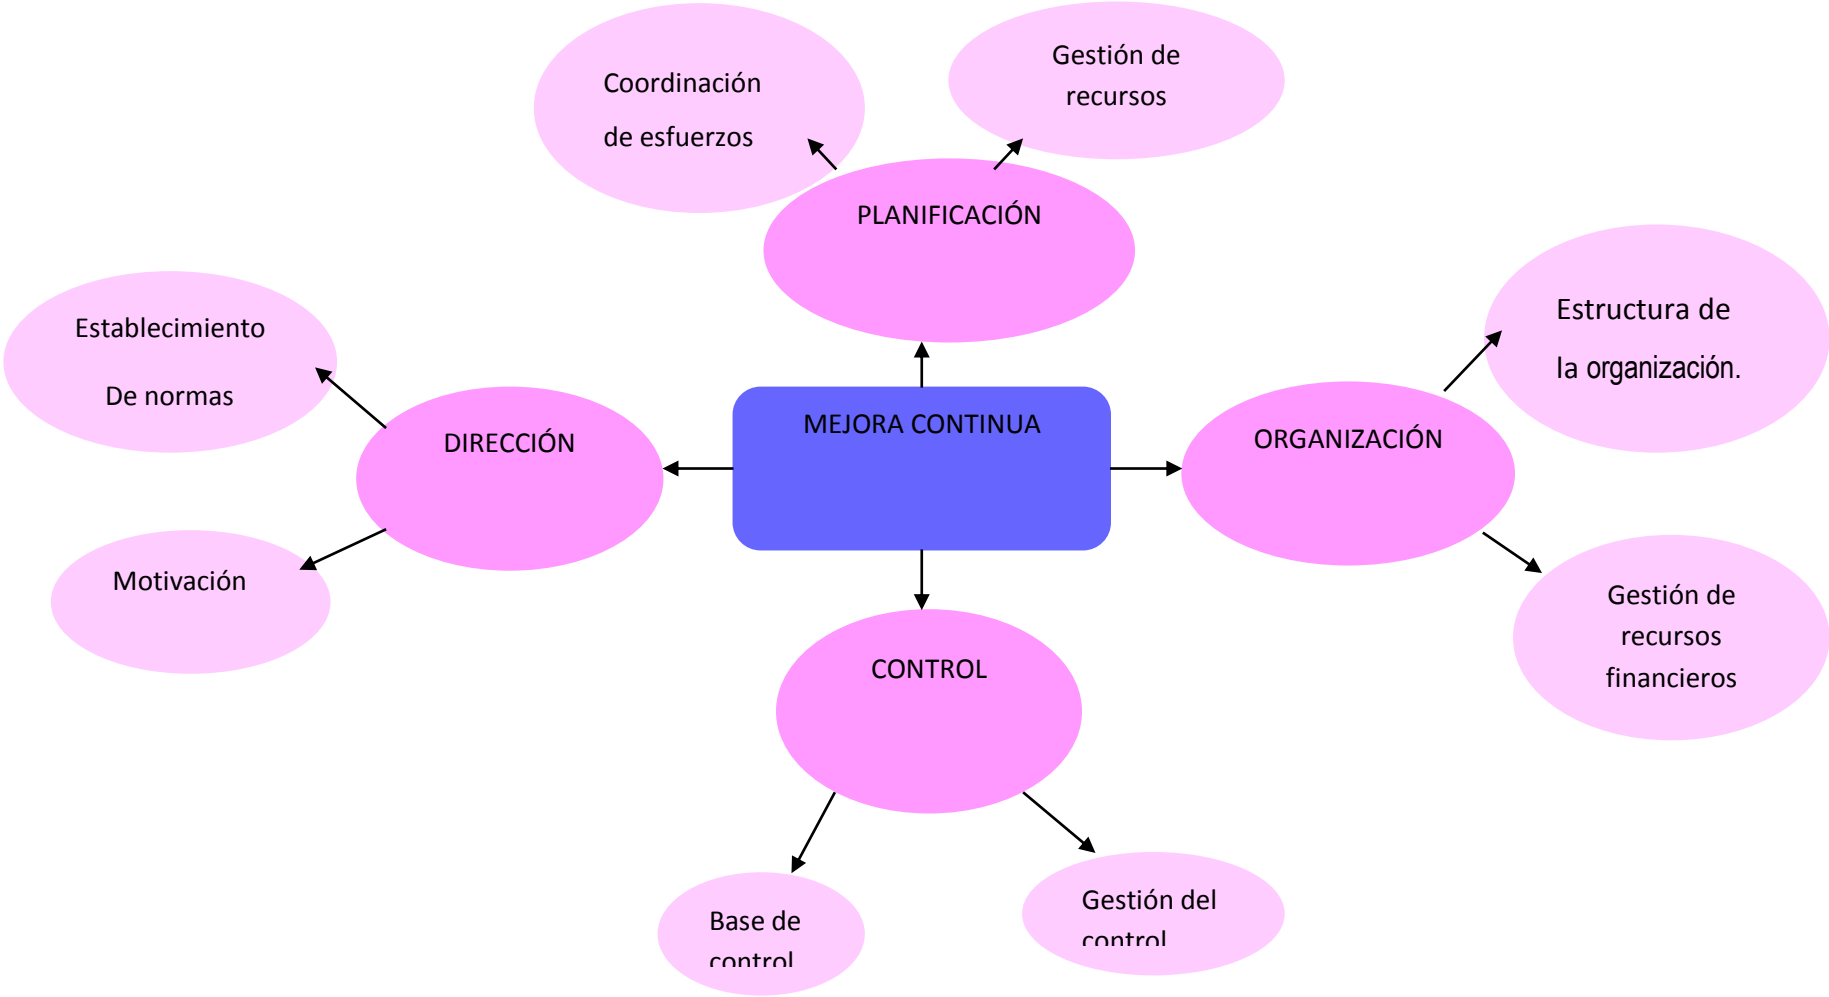 Coordinación
de esfuerzos
Gestión de
recursos
PLANIFICACIÓN
Establecimiento
De normas
DIRECCIÓN
Motivación
MEJORA CONTINUA
ORGANIZACIÓN
Estructura de
la organización.
Gestión de
recursos
financieros
CONTROL
Base de
control
Gestión del
control